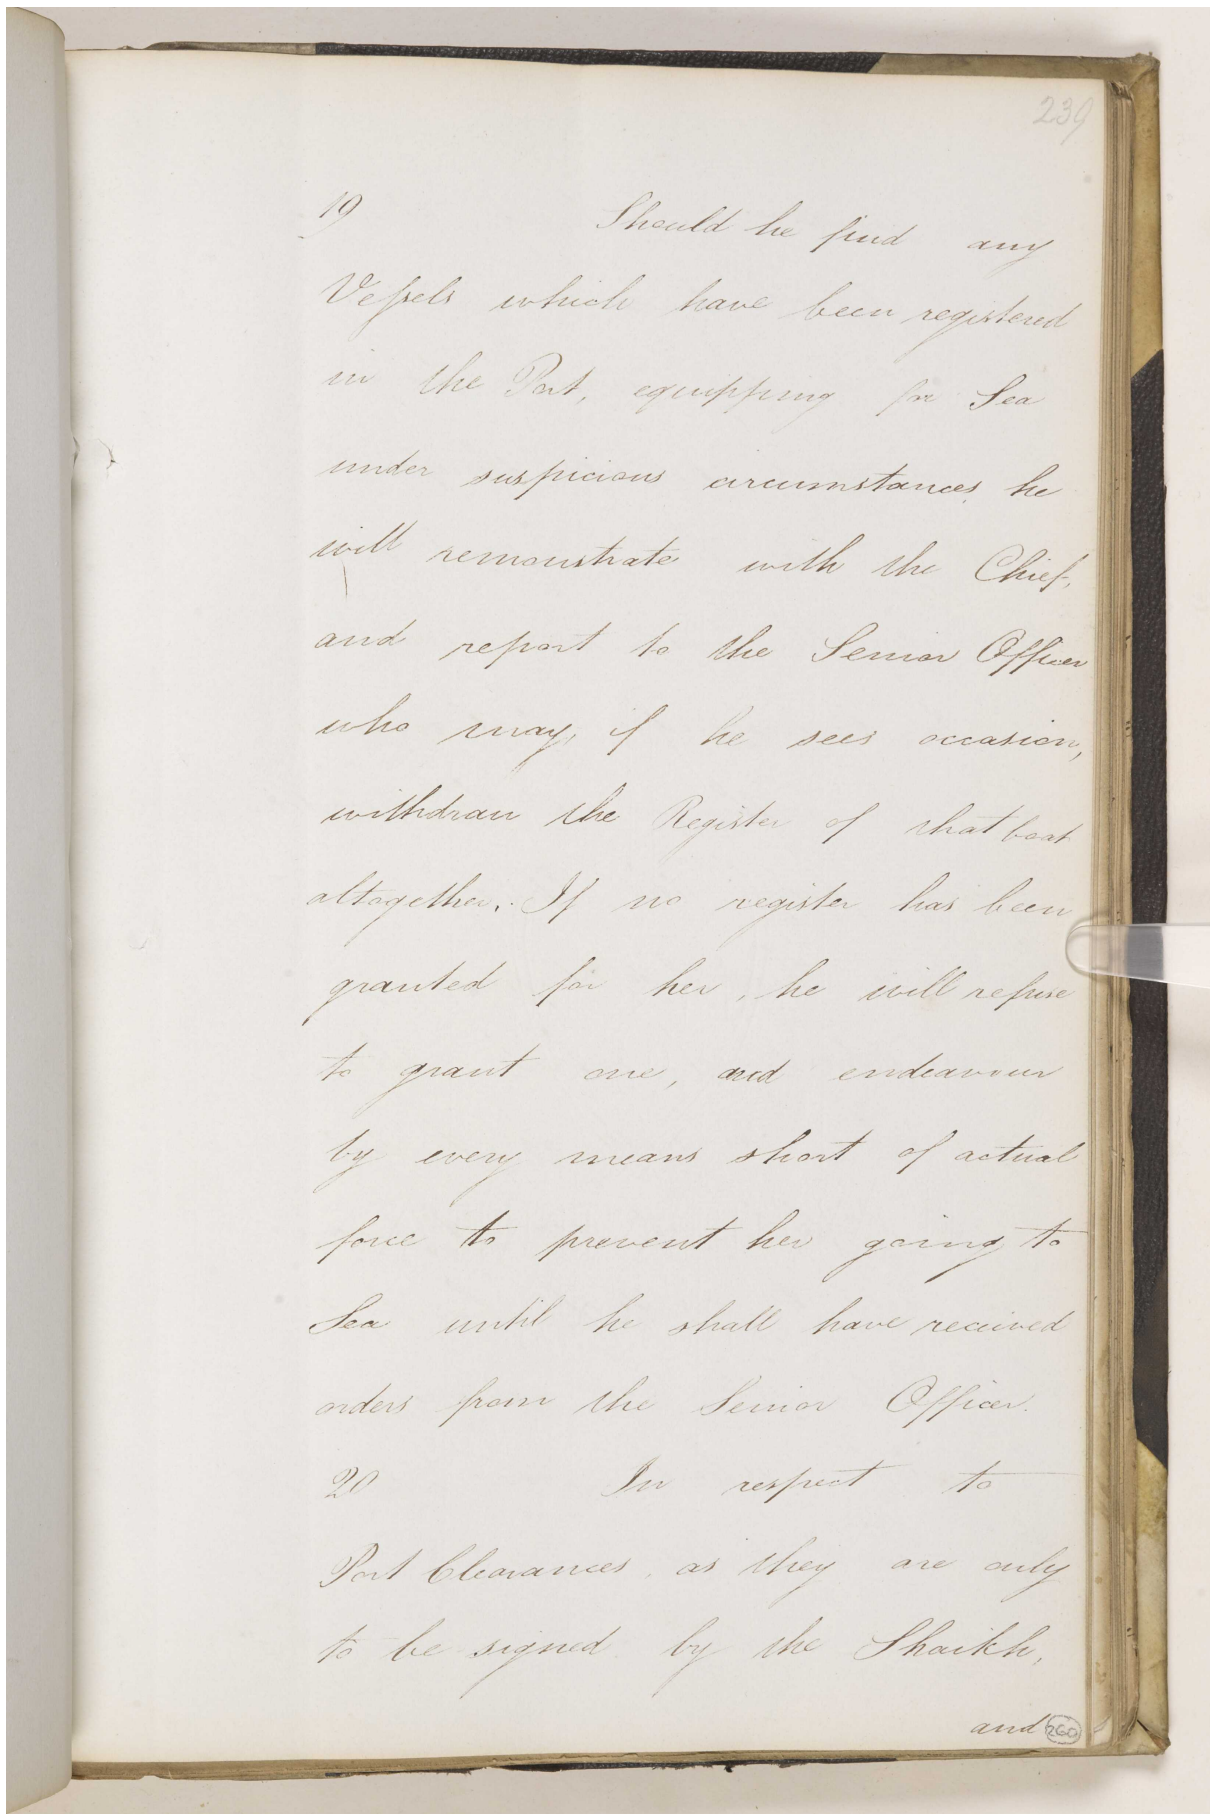 239
19 Should he find any
Vessels which have been registered
in the Port, equipping for Sea
under suspicious circumstances, he
will remonstrate with the Chief,
and report to the Senior Officer
who may, if he sees occasion,
withdraw the Register of that boat
altogether. If no register has been
granted for her, he will refuse
to grant one, and endeavour
by every means short of actual
force to prevent her going to
Sea until he shall have received
orders from the Senior Officer.
20 In respect to
Port Clearances, as they are only
to be signed by the Shaikh,
and
260